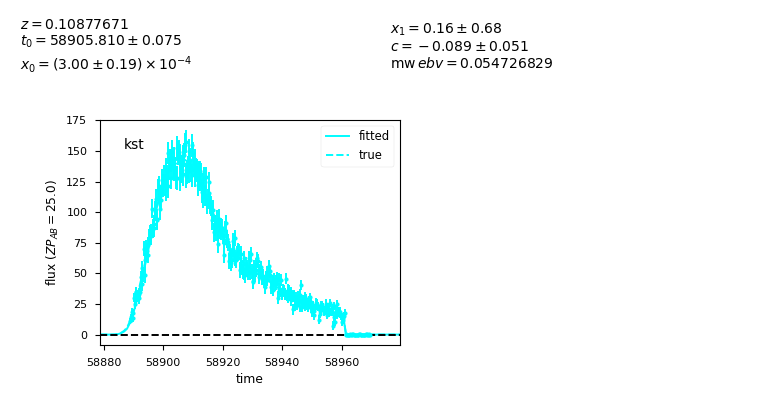 z = 0.10877671
t₀ = 58905.810 ± 0.075
x₀ = (3.00 ± 0.19) × 10⁻⁴
x₁ = 0.16 ± 0.68
c = −0.089 ± 0.051
mw ebv = 0.054726829
kst
fitted
true
flux (ZP_AB = 25.0)
175
150
125
100
75
50
25
0
58880 58900 58920 58940 58960
time